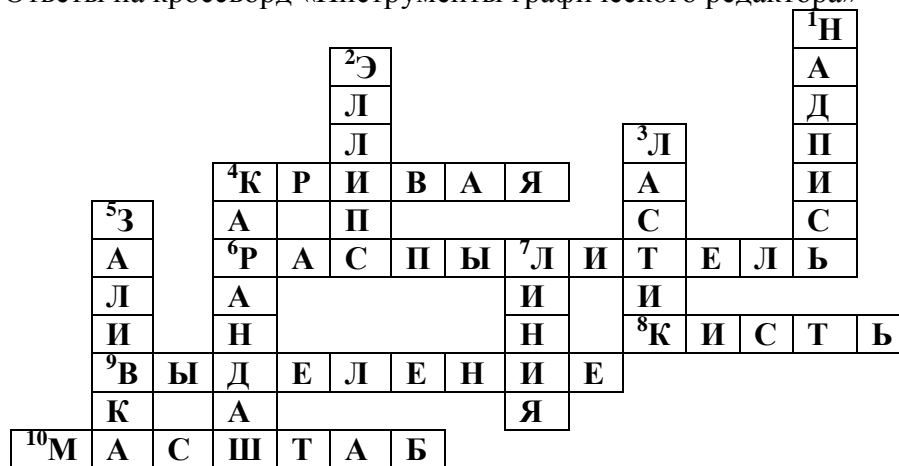 Ответы на кроссворд «Инструменты графического редактора»
1Н
2Э А
Л Д
Л 3Л П
4К Р И В А Я А И
5З А П С С
А 6Р А С П Ы 7Л И Т Е Л Ь
Л А И И
И Н Н 8К И С Т Ь
9В Ы Д Е Л Е Н И Е
К А Я
10М А С Ш Т А Б